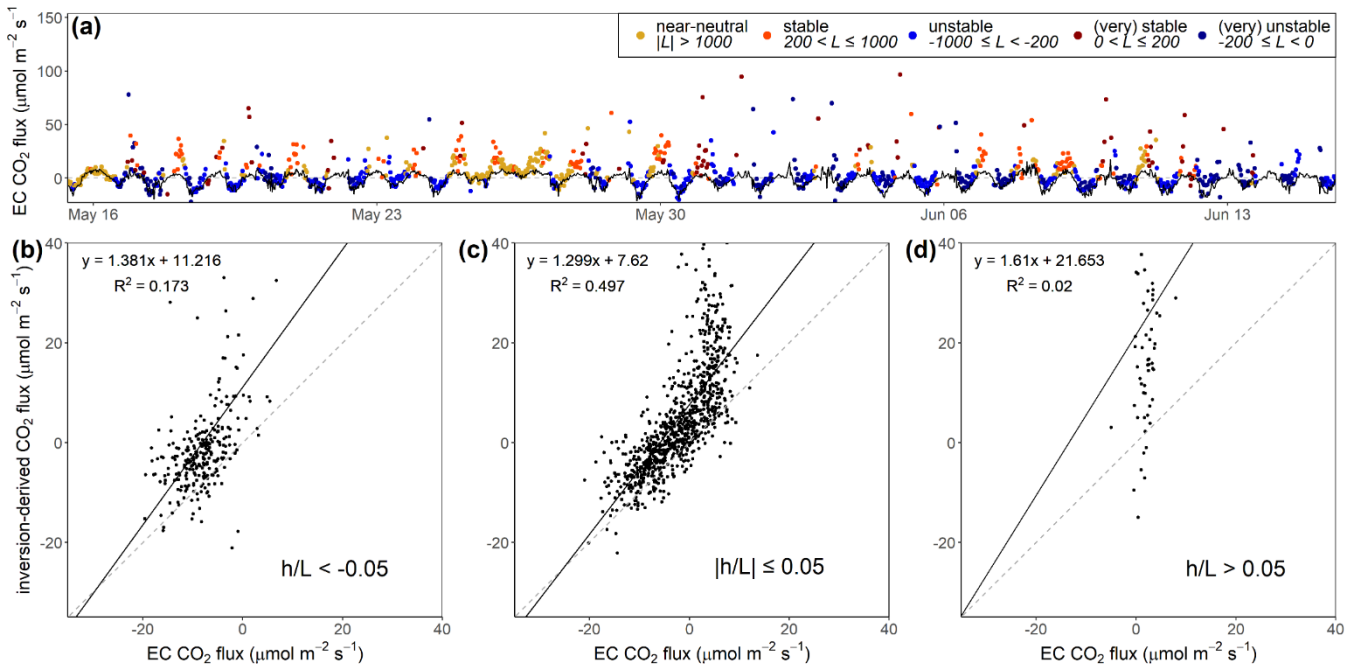 (a)
EC CO₂ flux (μmol m⁻² s⁻¹)
150
100
50
0
near-neutral stable unstable (very) stable (very) unstable
|L| > 1000 200 < L ≤ 1000 -1000 ≤ L < -200 0 < L ≤ 200 -200 ≤ L < 0
May 16 May 23 May 30 Jun 06 Jun 13
(b)
inversion-derived CO₂ flux (μmol m⁻² s⁻¹)
40
20
0
-20
y = 1.381x + 11.216
R² = 0.173
h/L < -0.05
-20 0 20 40
EC CO₂ flux (μmol m⁻² s⁻¹)
(c)
40
20
0
-20
y = 1.299x + 7.62
R² = 0.497
|h/L| ≤ 0.05
-20 0 20 40
EC CO₂ flux (μmol m⁻² s⁻¹)
(d)
40
20
0
-20
y = 1.61x + 21.653
R² = 0.02
h/L > 0.05
-20 0 20 40
EC CO₂ flux (μmol m⁻² s⁻¹)